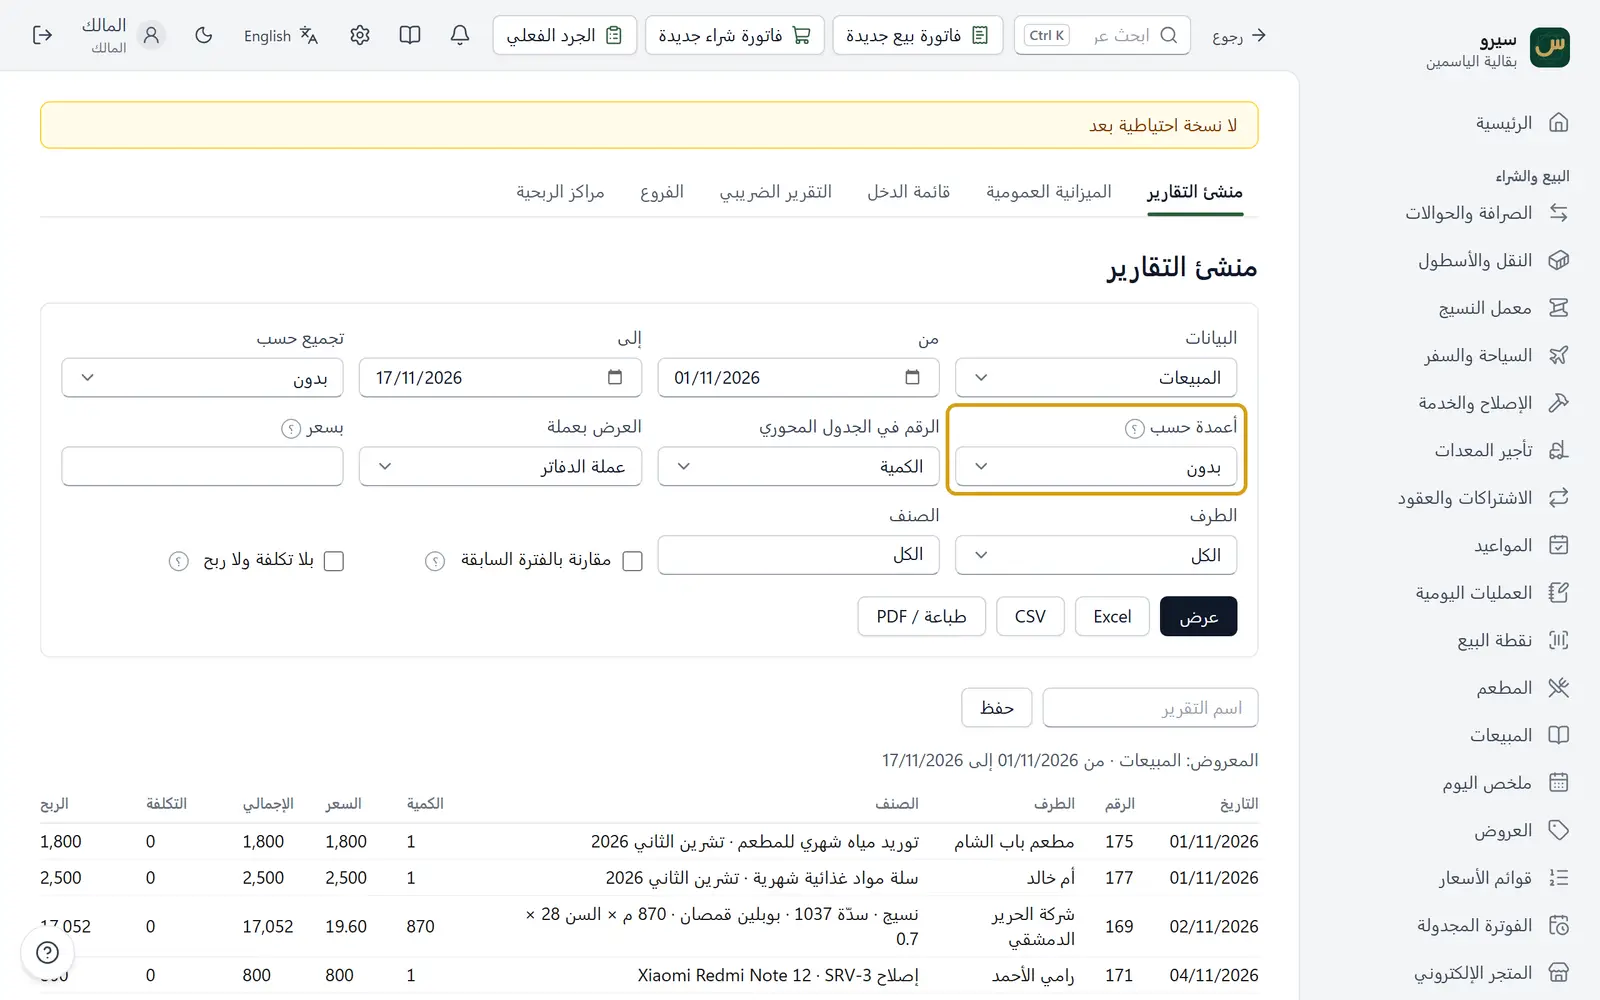 سيرو
بقالية الياسمين
رجوع
ابحث عر
Ctrl K
فاتورة بيع جديدة
فاتورة شراء جديدة
الجرد الفعلي
English
المالك
المالك
الرئيسية
البيع والشراء
الصرافة والحوالات
النقل والأسطول
معمل النسيج
السياحة والسفر
الإصلاح والخدمة
تأجير المعدات
الاشتراكات والعقود
المواعيد
العمليات اليومية
نقطة البيع
المطعم
المبيعات
ملخص اليوم
العروض
قوائم الأسعار
الفوترة المجدولة
المتجر الإلكتروني
لا نسخة احتياطية بعد
منشئ التقارير
الميزانية العمومية
قائمة الدخل
التقرير الضريبي
الفروع
مراكز الربحية
منشئ التقارير
البيانات
من
إلى
تجميع حسب
المبيعات
01/11/2026
17/11/2026
بدون
أعمدة حسب ؟
الرقم في الجدول المحوري
العرض بعملة
بسعر ؟
بدون
الكمية
عملة الدفاتر
الطرف
الصنف
الكل
الكل
مقارنة بالفترة السابقة ؟
بلا تكلفة ولا ربح ؟
عرض
Excel
CSV
طباعة / PDF
اسم التقرير
حفظ
المعروض: المبيعات · من 01/11/2026 إلى 17/11/2026
التاريخ الرقم الطرف الصنف الكمية السعر الإجمالي التكلفة الربح
01/11/2026 175 مطعم باب الشام توريد مياه شهري للمطعم · تشرين الثاني 2026 1 1,800 1,800 0 1,800
01/11/2026 177 أم خالد سلة مواد غذائية شهرية · تشرين الثاني 2026 1 2,500 2,500 0 2,500
02/11/2026 169 شركة الحرير الدمشقي نسيج · سدّة 1037 · بوبلين قمصان · 870 م × السن 28 × 0.7 870 19.60 17,052 0 17,052
04/11/2026 171 رامي الأحمد إصلاح SRV-3 · Xiaomi Redmi Note 12 1 800 800 0